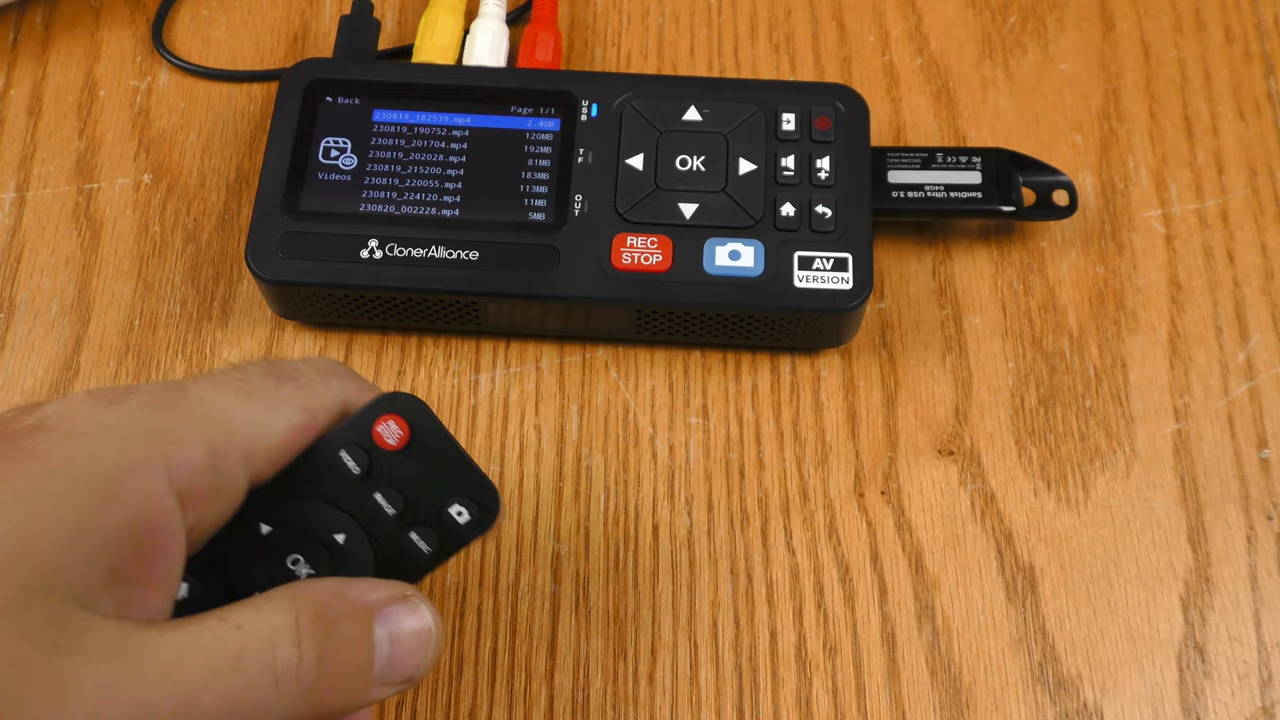 Back
Page 1/1
230819_182539.mp4 2.4GB
230819_190752.mp4 120MB
230819_201704.mp4 192MB
230819_202028.mp4 81MB
230819_215200.mp4 183MB
230819_220055.mp4 113MB
230819_224120.mp4 11MB
230820_002228.mp4 5MB
Videos
USB
TF
OUT
OK
REC
STOP
AV
VERSION
ClonerAlliance
SanDisk Ultra USB 3.0
64GB
REC
OK